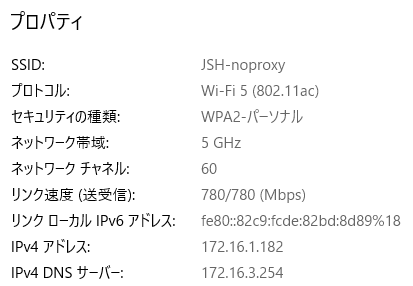 プロパティ
SSID: JSH-noproxy
プロトコル: Wi-Fi 5 (802.11ac)
セキュリティの種類: WPA2-パーソナル
ネットワーク帯域: 5 GHz
ネットワーク チャネル: 60
リンク速度 (送受信): 780/780 (Mbps)
リンク ローカル IPv6 アドレス: fe80::82c9:fcde:82bd:8d89%18
IPv4 アドレス: 172.16.1.182
IPv4 DNS サーバー: 172.16.3.254